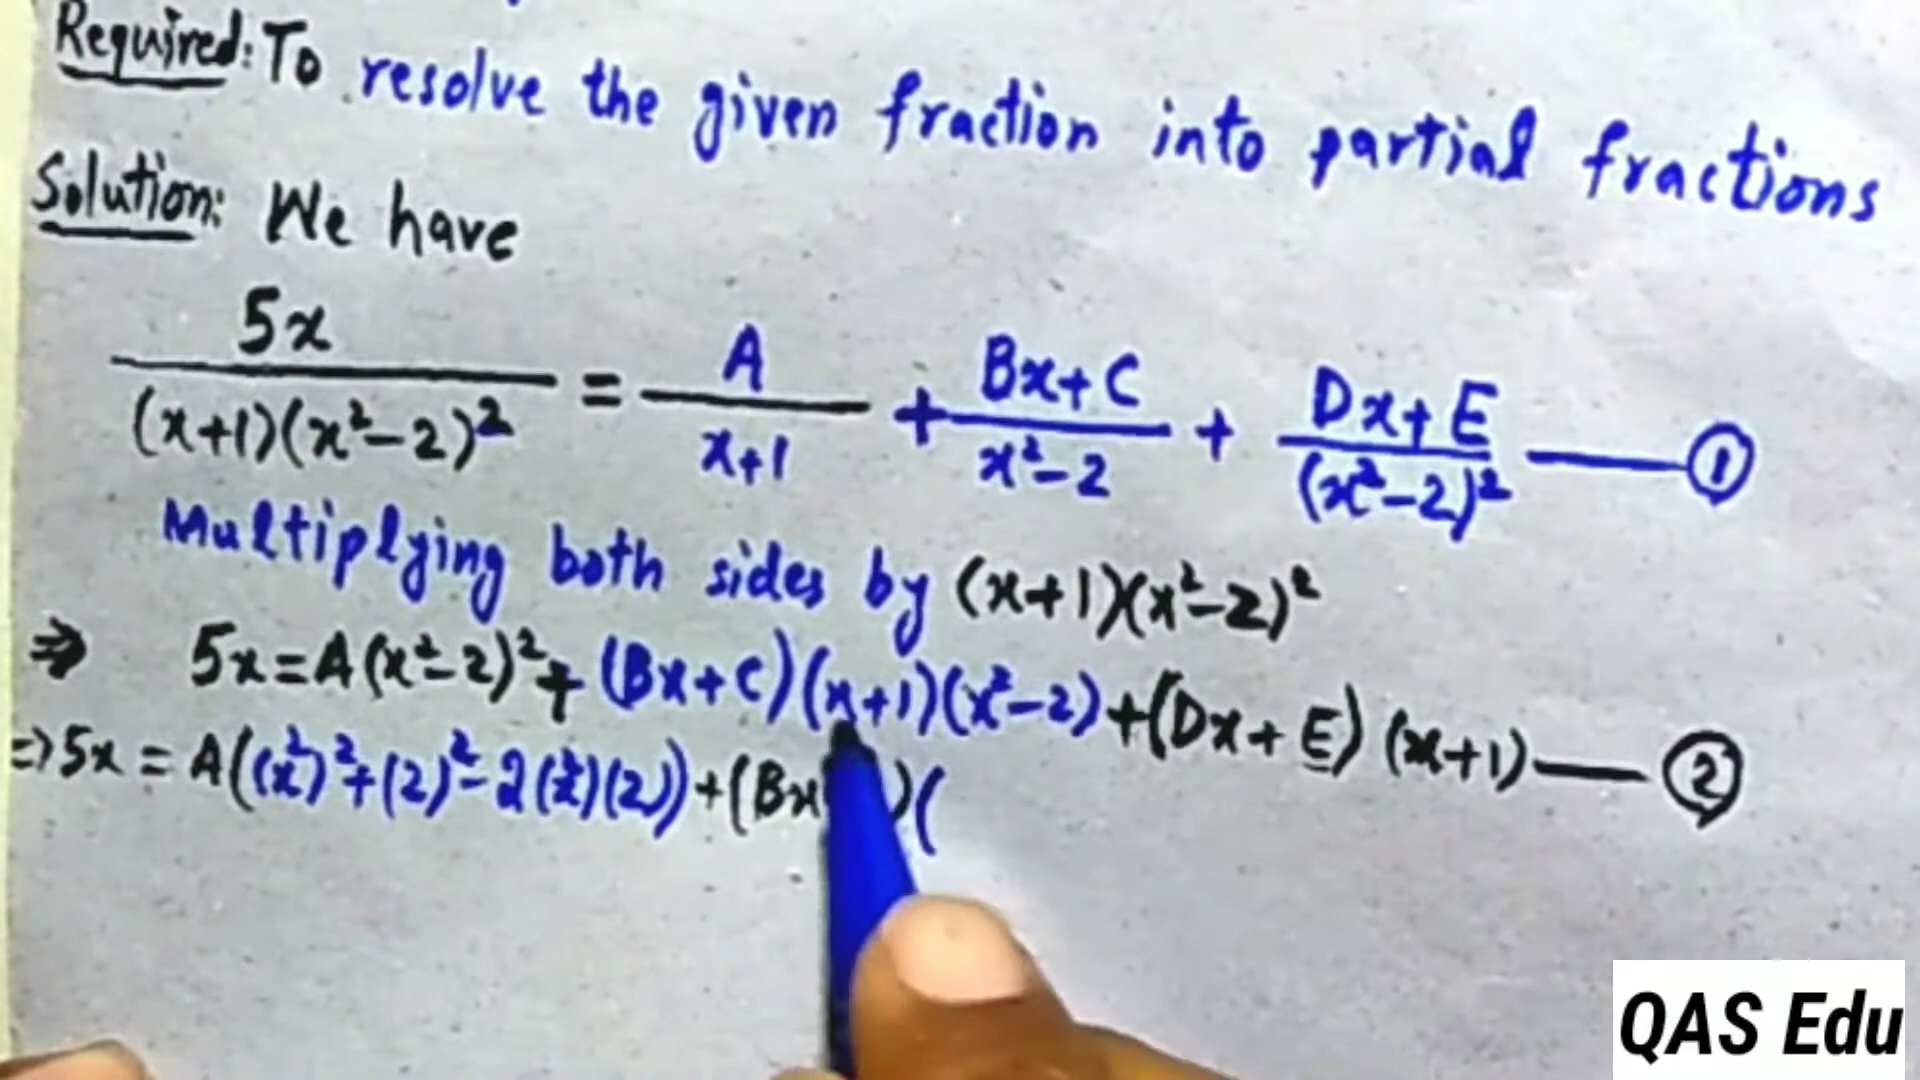 Required: To resolve the given fraction into partial fractions
Solution: We have
5x/((x+1)(x²-2)²) = A/(x+1) + (Bx+C)/(x²-2) + (Dx+E)/(x²-2)² —— ①
Multiplying both sides by (x+1)(x²-2)²
⇒ 5x = A(x²-2)² + (Bx+C)(x+1)(x²-2) + (Dx+E)(x+1) —— ②
⇒ 5x = A((x²)²+(2)²-2(x²)(2)) + (Bx )(
QAS Edu